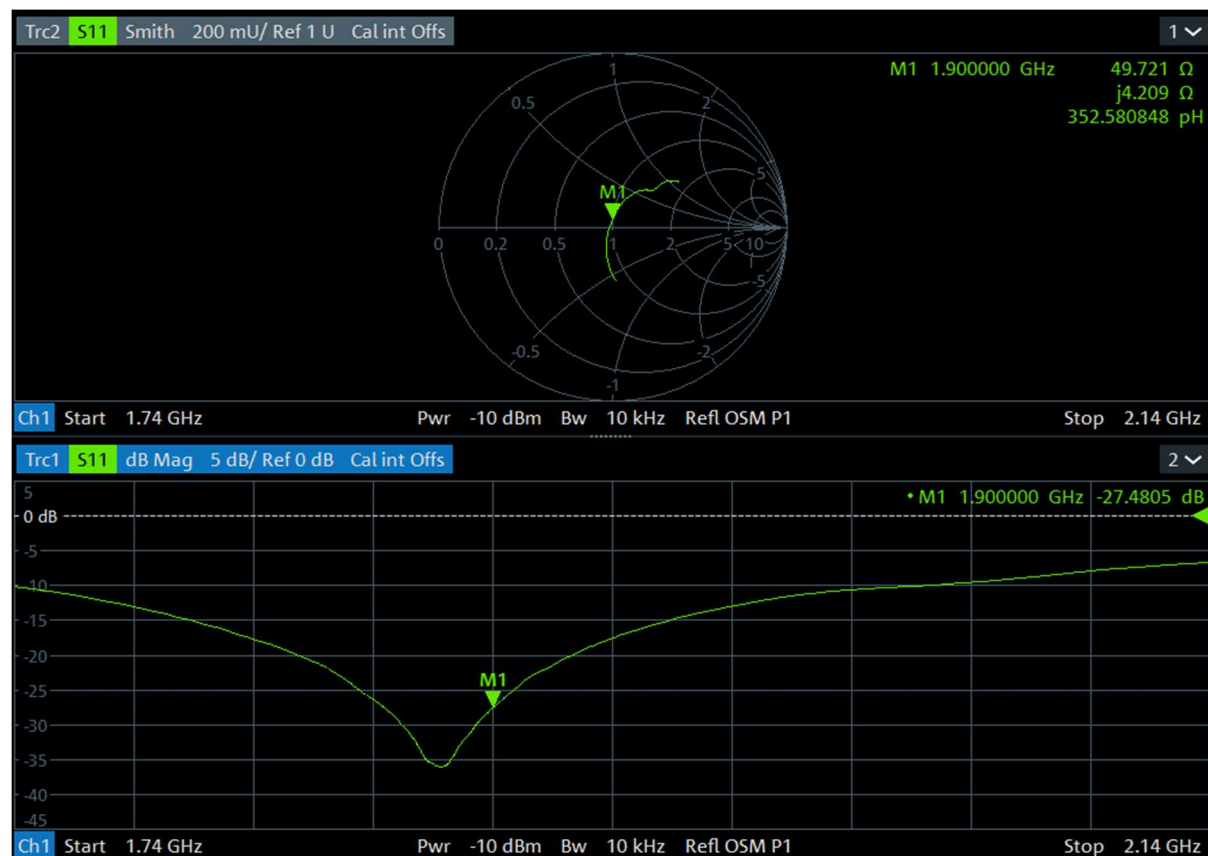 Trc2 S11 Smith 200 mU/ Ref 1 U Cal int Offs 1
M1 1.900000 GHz 49.721 Ω
j4.209 Ω
352.580848 pH
1
0.5 2
5
M1
0 0.2 0.5 1 2 5 10
-5
-0.5 -2
-1
Ch1 Start 1.74 GHz Pwr -10 dBm Bw 10 kHz Refl OSM P1 Stop 2.14 GHz
Trc1 S11 dB Mag 5 dB/ Ref 0 dB Cal int Offs 2
5
• M1 1.900000 GHz -27.4805 dB
0 dB
-5
-10
-15
-20
M1
-25
-30
-35
-40
-45
Ch1 Start 1.74 GHz Pwr -10 dBm Bw 10 kHz Refl OSM P1 Stop 2.14 GHz